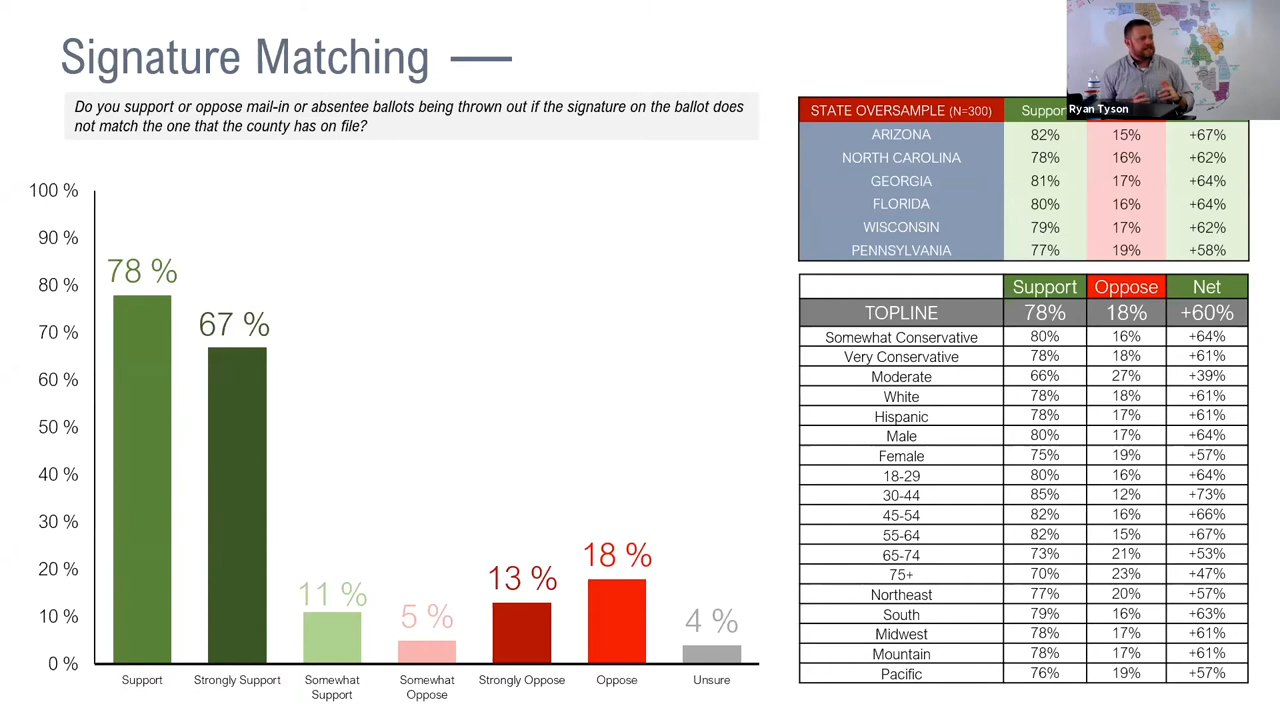 Signature Matching
Do you support or oppose mail-in or absentee ballots being thrown out if the signature on the ballot does
not match the one that the county has on file?
100 %
90 %
80 %
70 %
60 %
50 %
40 %
30 %
20 %
10 %
0 %
78 %
67 %
11 %
5 %
13 %
18 %
4 %
Support
Strongly Support
Somewhat
Support
Somewhat
Oppose
Strongly Oppose
Oppose
Unsure
Ryan Tyson
STATE OVERSAMPLE (N=300) Support
ARIZONA 82% 15% +67%
NORTH CAROLINA 78% 16% +62%
GEORGIA 81% 17% +64%
FLORIDA 80% 16% +64%
WISCONSIN 79% 17% +62%
PENNSYLVANIA 77% 19% +58%
Support Oppose Net
TOPLINE 78% 18% +60%
Somewhat Conservative 80% 16% +64%
Very Conservative 78% 18% +61%
Moderate 66% 27% +39%
White 78% 18% +61%
Hispanic 78% 17% +61%
Male 80% 17% +64%
Female 75% 19% +57%
18-29 80% 16% +64%
30-44 85% 12% +73%
45-54 82% 16% +66%
55-64 82% 15% +67%
65-74 73% 21% +53%
75+ 70% 23% +47%
Northeast 77% 20% +57%
South 79% 16% +63%
Midwest 78% 17% +61%
Mountain 78% 17% +61%
Pacific 76% 19% +57%